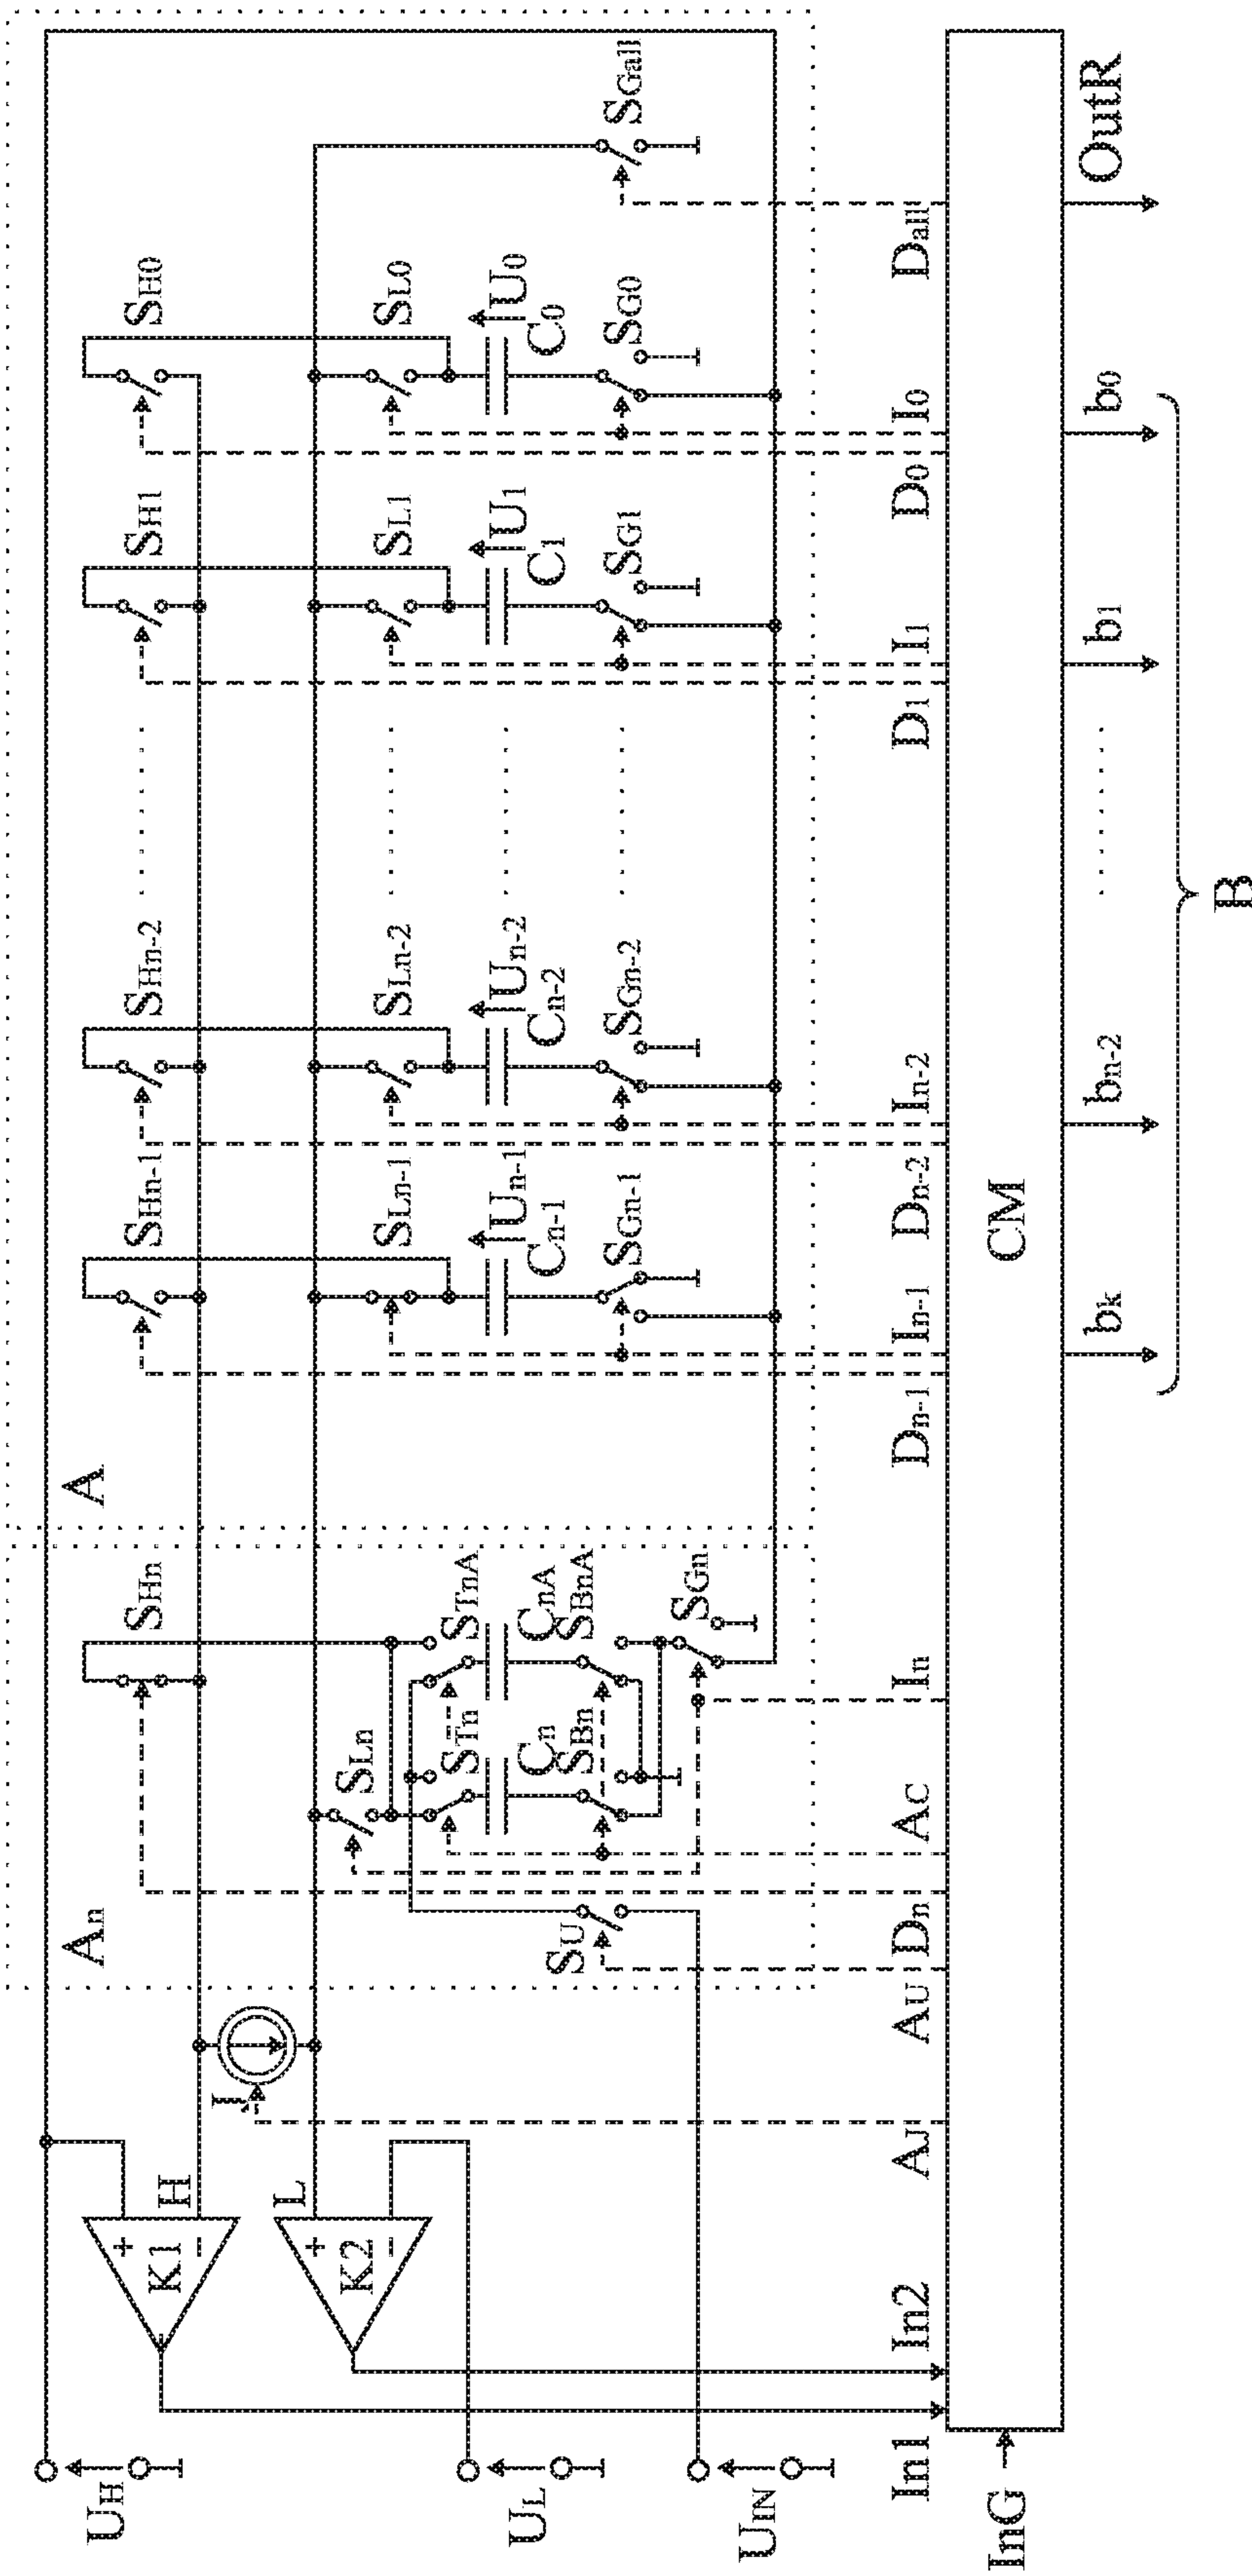 UH
UL
UIN
K1
+
-
H
K2
+
-
L
J
An
A
SHn
SHn-1
SHn-2
SH1
SH0
SLn
SLn-1
SLn-2
SL1
SL0
STn
STnA
Cn
CnA
SBn
SBnA
SU
SGn
Un-1
Cn-1
Un-2
Cn-2
U1
C1
U0
C0
SGn-1
SGn-2
SG1
SG0
SGall
In1
In2
AJ
AU
Dn
AC
In
Dn-1
In-1
Dn-2
In-2
D1
I1
D0
I0
Dall
InG
CM
bk
bn-2
b1
b0
OutR
B